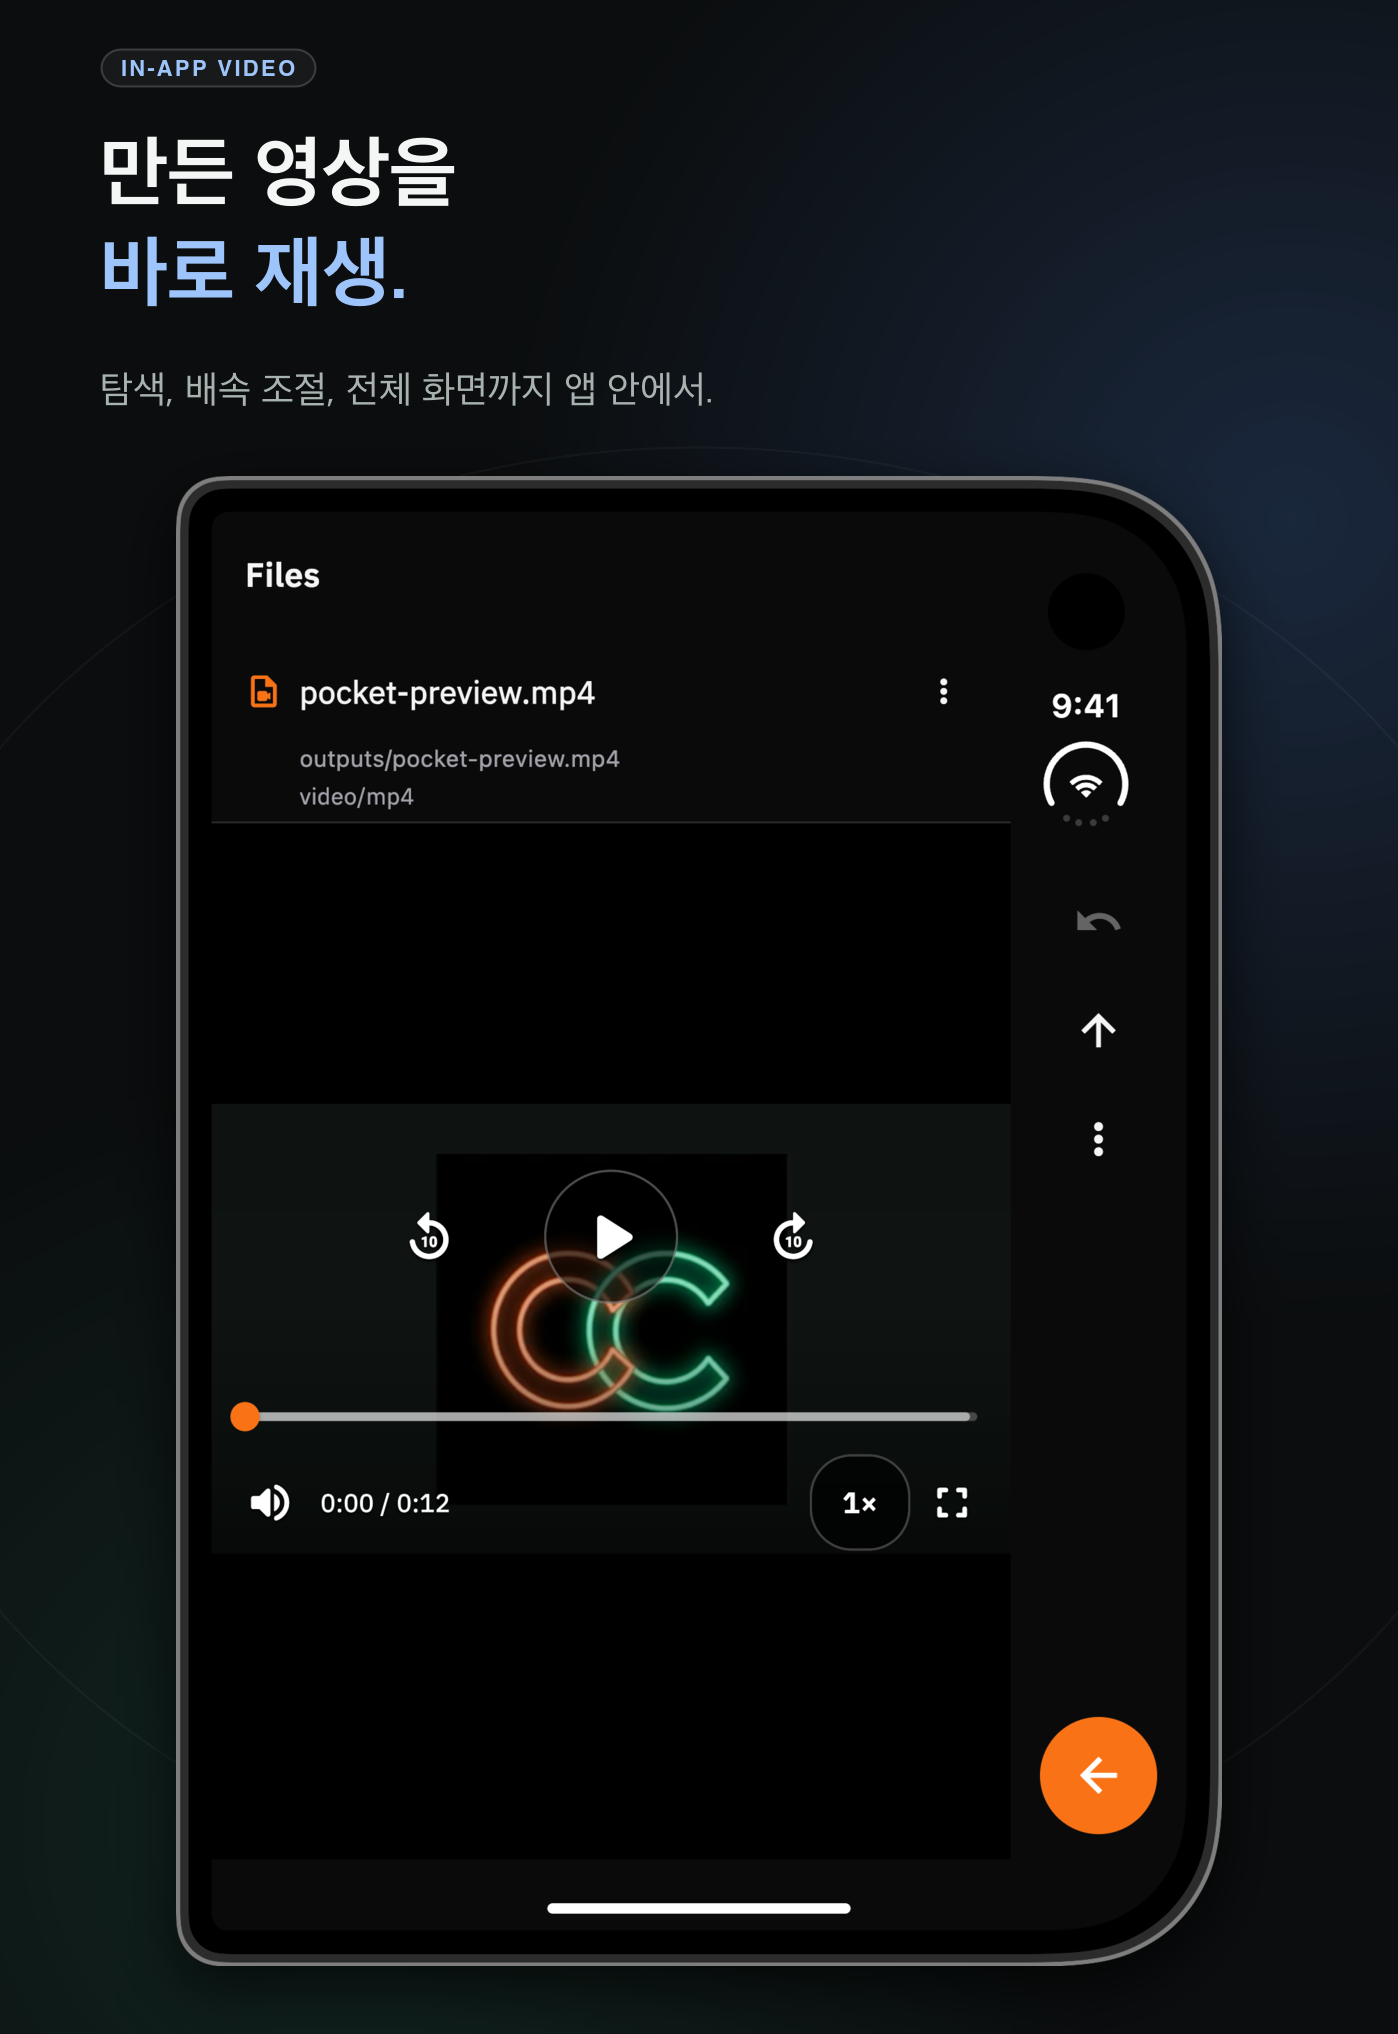 IN-APP VIDEO
만든 영상을
바로 재생.
탐색, 배속 조절, 전체 화면까지 앱 안에서.
Files
pocket-preview.mp4
outputs/pocket-preview.mp4
video/mp4
9:41
10
10
CC
0:00 / 0:12
1×